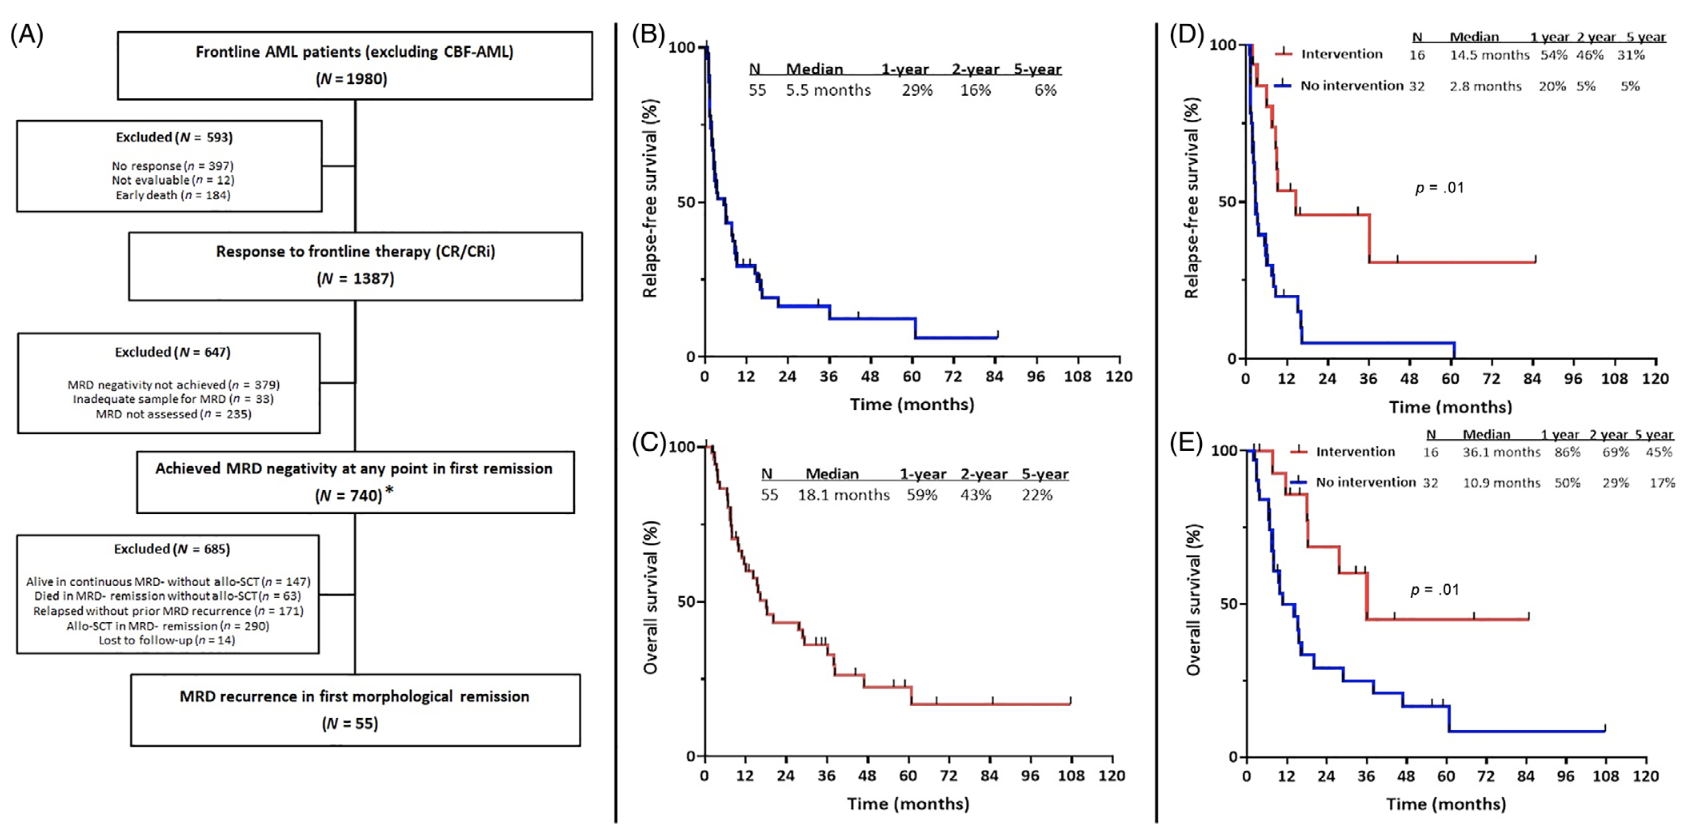 (A)
Frontline AML patients (excluding CBF-AML)
(N = 1980)
Excluded (N = 593)
No response (n = 397)
Not evaluable (n = 12)
Early death (n = 184)
Response to frontline therapy (CR/CRi)
(N = 1387)
Excluded (N = 647)
MRD negativity not achieved (n = 379)
Inadequate sample for MRD (n = 33)
MRD not assessed (n = 235)
Achieved MRD negativity at any point in first remission
(N = 740)*
Excluded (N = 685)
Alive in continuous MRD- without allo-SCT (n = 147)
Died in MRD- remission without allo-SCT (n = 63)
Relapsed without prior MRD recurrence (n = 171)
Allo-SCT in MRD- remission (n = 290)
Lost to follow-up (n = 14)
MRD recurrence in first morphological remission
(N = 55)
(B)
N Median 1-year 2-year 5-year
55 5.5 months 29% 16% 6%
Relapse-free survival (%)
100
50
0
0 12 24 36 48 60 72 84 96 108 120
Time (months)
(C)
N Median 1-year 2-year 5-year
55 18.1 months 59% 43% 22%
Overall survival (%)
100
50
0
0 12 24 36 48 60 72 84 96 108 120
Time (months)
(D)
N Median 1 year 2 year 5 year
Intervention 16 14.5 months 54% 46% 31%
No intervention 32 2.8 months 20% 5% 5%
p = .01
Relapse-free survival (%)
100
50
0
0 12 24 36 48 60 72 84 96 108 120
Time (months)
(E)
N Median 1 year 2 year 5 year
Intervention 16 36.1 months 86% 69% 45%
No intervention 32 10.9 months 50% 29% 17%
p = .01
Overall survival (%)
100
50
0
0 12 24 36 48 60 72 84 96 108 120
Time (months)